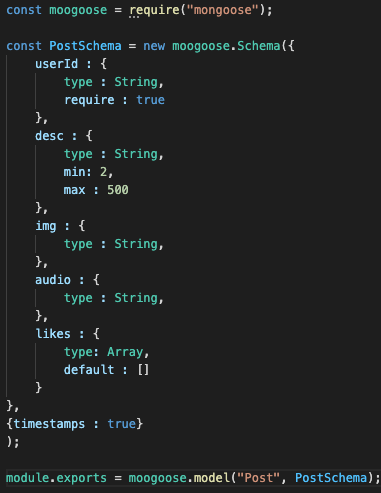 const moogoose = require("mongoose");
const PostSchema = new moogoose.Schema({
    userId : {
        type : String,
        require : true
    },
    desc : {
        type : String,
        min: 2,
        max : 500
    },
    img : {
        type : String,
    },
    audio : {
        type : String,
    },
    likes : {
        type: Array,
        default : []
    }
},
{timestamps : true}
);
module.exports = moogoose.model("Post", PostSchema);